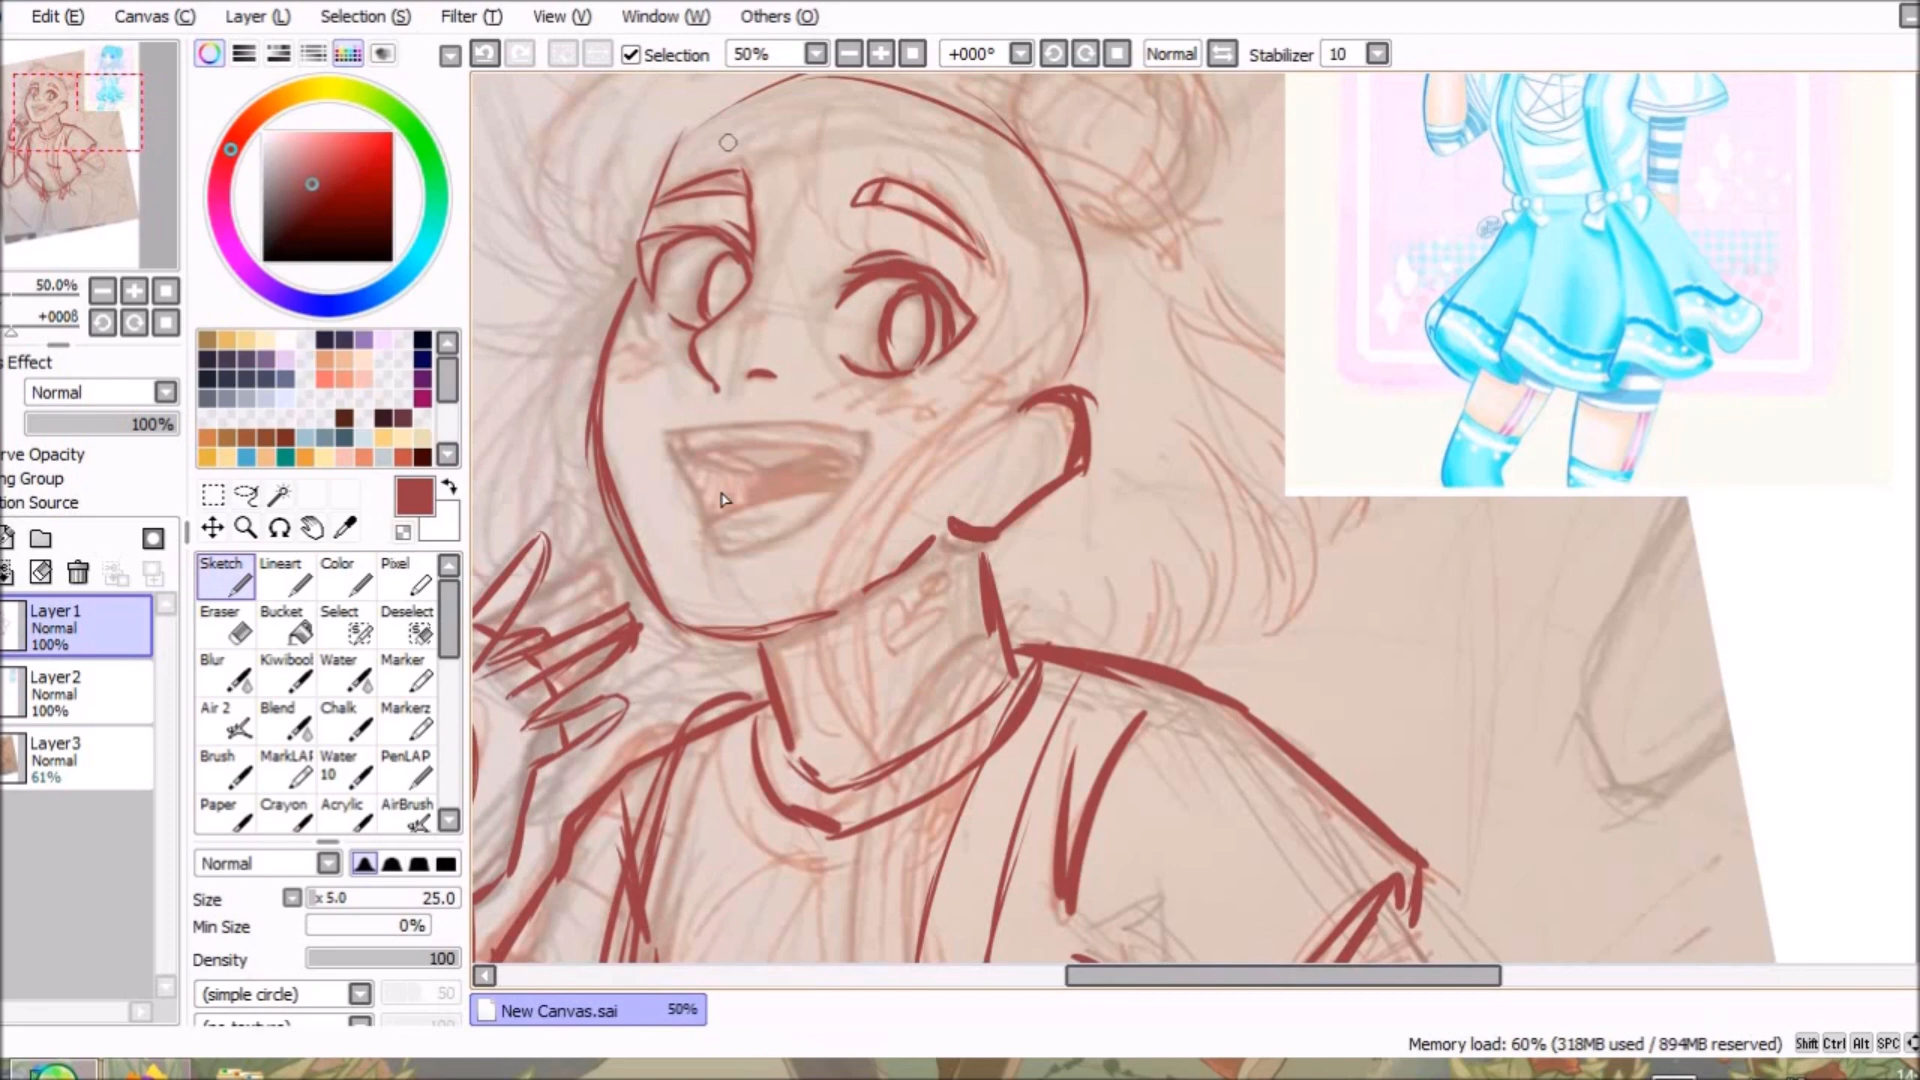 Edit (E) Canvas (C) Layer (L) Selection (S) Filter (T) View (V) Window (W) Others (O)
Selection 50% +000° Normal Stabilizer 10
50.0%
s Effect
Normal
100%
rve Opacity
ng Group
tion Source
Layer1
Normal
100%
Layer2
Normal
100%
Layer3
Normal
61%
Sketch Lineart Color Pixel
Eraser Bucket Select Deselect
Blur Kiwibool Water Marker
Air 2 Blend Chalk Markerz
Brush MarkLAP Water 10 PenLAP
Paper Crayon Acrylic AirBrush
Normal
Size x 5.0 25.0
Min Size 0%
Density 100
(simple circle) 50
New Canvas.sai 50%
Memory load: 60% (318MB used / 894MB reserved) Shift Ctrl Alt SPC